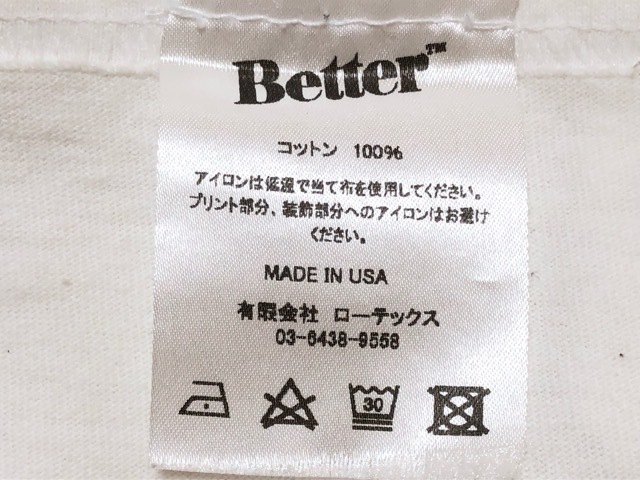 Better™
コットン 100%
アイロンは低温で当て布を使用してください。
プリント部分、装飾部分へのアイロンはお避け
ください。
MADE IN USA
有限会社 ローテックス
03-6438-9558
30